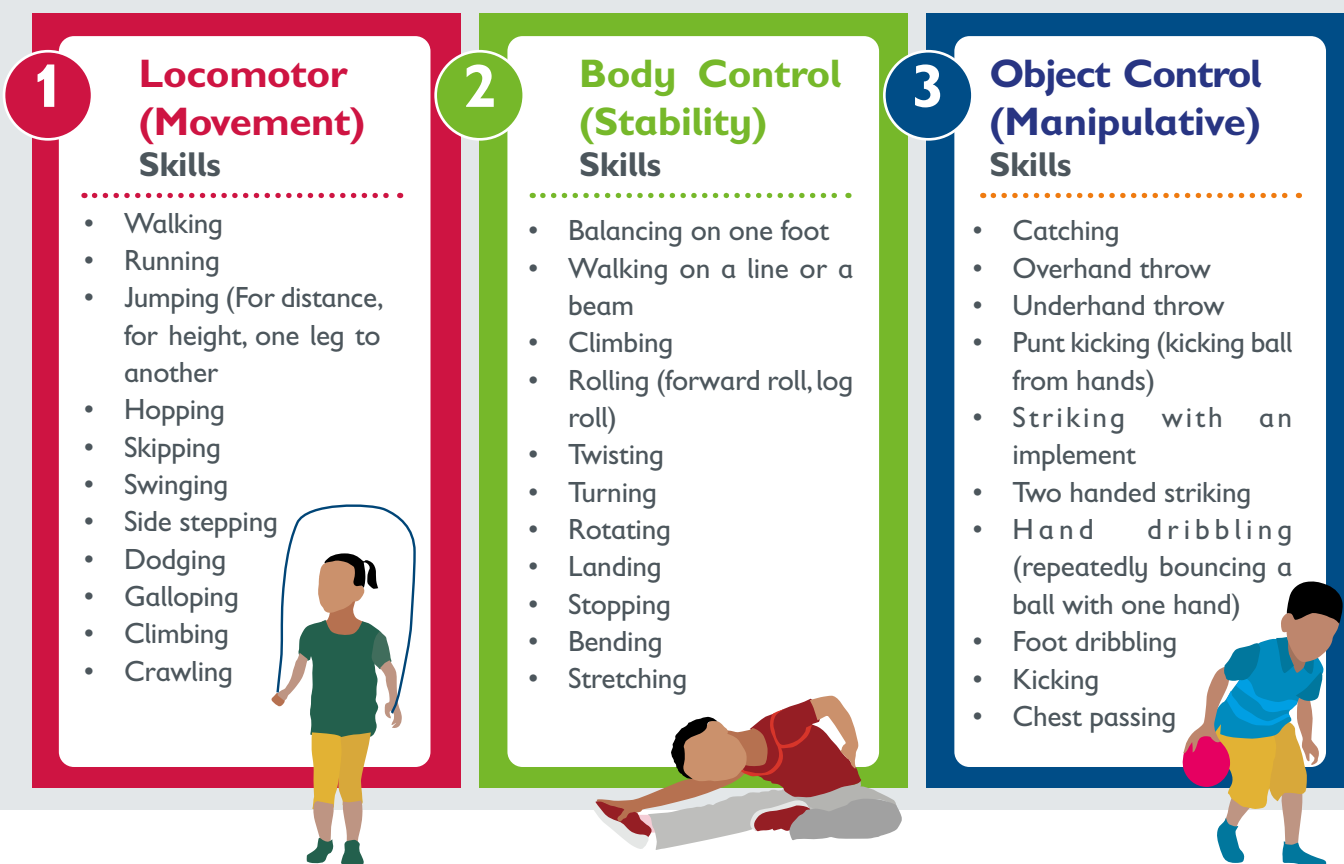 1
Locomotor
(Movement)
Skills
• Walking
• Running
• Jumping (For distance,
for height, one leg to
another
• Hopping
• Skipping
• Swinging
• Side stepping
• Dodging
• Galloping
• Climbing
• Crawling
2
Body Control
(Stability)
Skills
• Balancing on one foot
• Walking on a line or a
beam
• Climbing
• Rolling (forward roll, log
roll)
• Twisting
• Turning
• Rotating
• Landing
• Stopping
• Bending
• Stretching
3
Object Control
(Manipulative)
Skills
• Catching
• Overhand throw
• Underhand throw
• Punt kicking (kicking ball
from hands)
• Striking with an
implement
• Two handed striking
• Hand dribbling
(repeatedly bouncing a
ball with one hand)
• Foot dribbling
• Kicking
• Chest passing